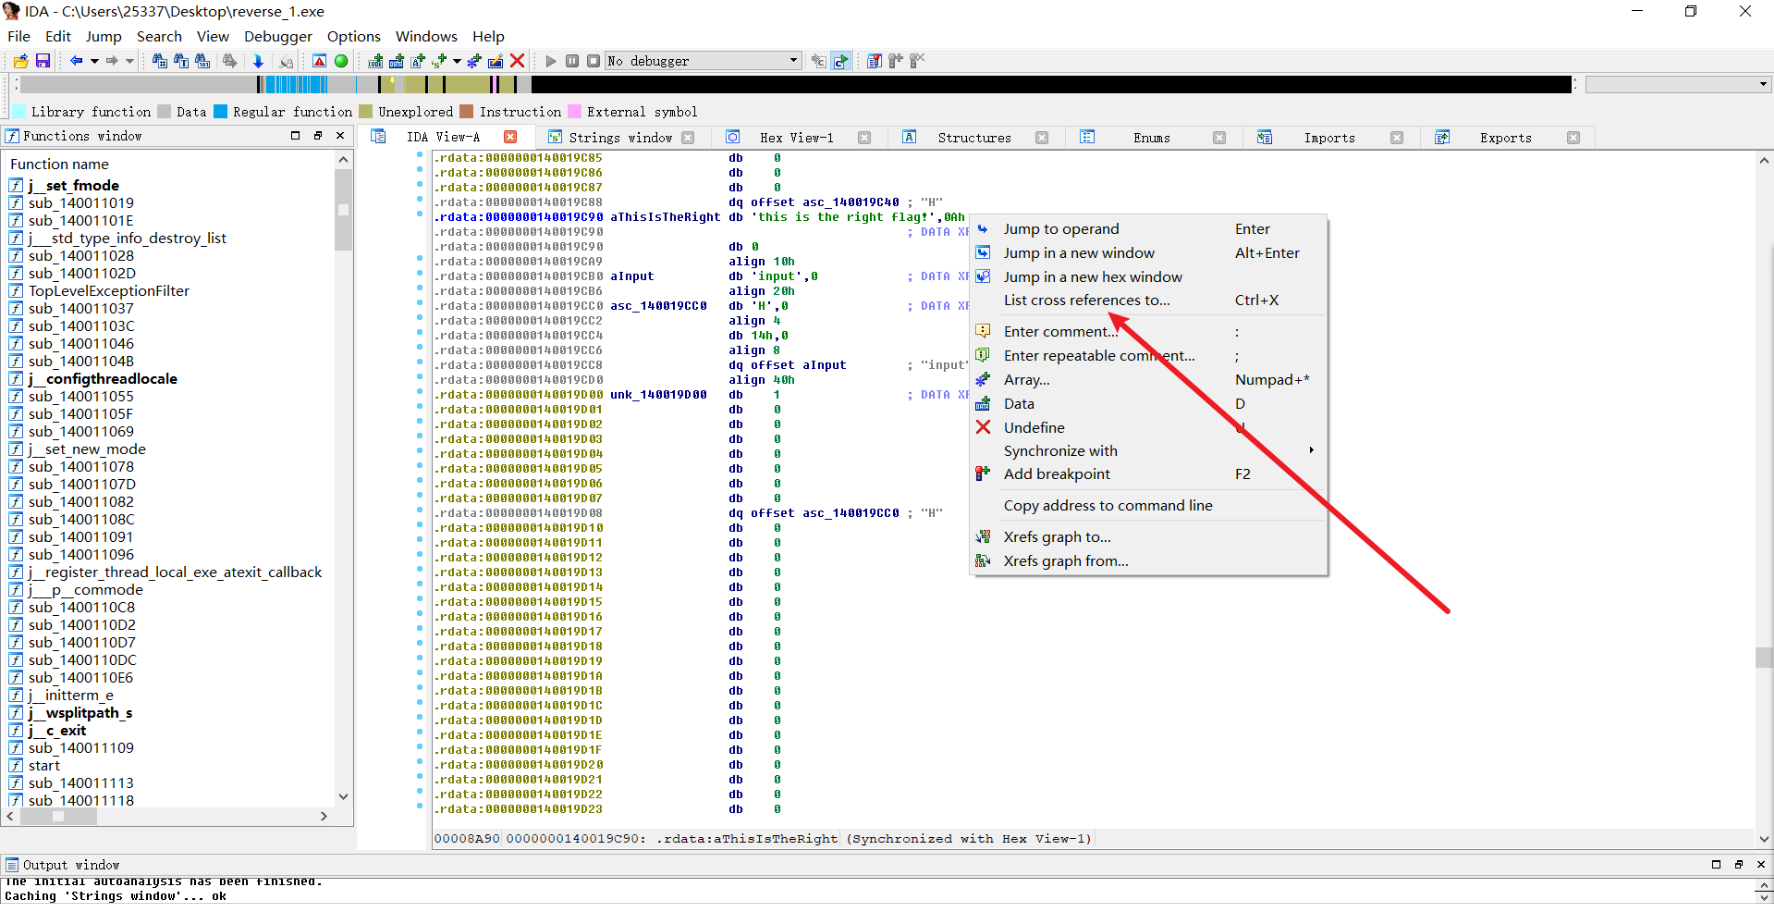 IDA - C:\Users\25337\Desktop\reverse_1.exe
File Edit Jump Search View Debugger Options Windows Help
No debugger
Library function Data Regular function Unexplored Instruction External symbol
Functions window
Function name
j__set_fmode
sub_140011019
sub_14001101E
j___std_type_info_destroy_list
sub_140011028
sub_14001102D
TopLevelExceptionFilter
sub_140011037
sub_14001103C
sub_140011046
sub_14001104B
j__configthreadlocale
sub_140011055
sub_14001105F
sub_140011069
j__set_new_mode
sub_140011078
sub_14001107D
sub_140011082
sub_14001108C
sub_140011091
sub_140011096
j__register_thread_local_exe_atexit_callback
j___p__commode
sub_1400110C8
sub_1400110D2
sub_1400110D7
sub_1400110DC
sub_1400110E6
j__initterm_e
j__wsplitpath_s
j__c_exit
sub_140011109
start
sub_140011113
sub_140011118
IDA View-A Strings window Hex View-1 Structures Enums Imports Exports
.rdata:0000000140019C85 db 0
.rdata:0000000140019C86 db 0
.rdata:0000000140019C87 db 0
.rdata:0000000140019C88 dq offset asc_140019C40 ; "H"
.rdata:0000000140019C90 aThisIsTheRight db 'this is the right flag!',0Ah
.rdata:0000000140019C90 ; DATA XR
.rdata:0000000140019C90 db 0
.rdata:0000000140019CA9 align 10h
.rdata:0000000140019CB0 aInput db 'input',0 ; DATA XR
.rdata:0000000140019CB6 align 20h
.rdata:0000000140019CC0 asc_140019CC0 db 'H',0 ; DATA XR
.rdata:0000000140019CC2 align 4
.rdata:0000000140019CC4 db 14h,0
.rdata:0000000140019CC6 align 8
.rdata:0000000140019CC8 dq offset aInput ; "input"
.rdata:0000000140019CD0 align 40h
.rdata:0000000140019D00 unk_140019D00 db 1 ; DATA XR
.rdata:0000000140019D01 db 0
.rdata:0000000140019D02 db 0
.rdata:0000000140019D03 db 0
.rdata:0000000140019D04 db 0
.rdata:0000000140019D05 db 0
.rdata:0000000140019D06 db 0
.rdata:0000000140019D07 db 0
.rdata:0000000140019D08 dq offset asc_140019CC0 ; "H"
.rdata:0000000140019D10 db 0
.rdata:0000000140019D11 db 0
.rdata:0000000140019D12 db 0
.rdata:0000000140019D13 db 0
.rdata:0000000140019D14 db 0
.rdata:0000000140019D15 db 0
.rdata:0000000140019D16 db 0
.rdata:0000000140019D17 db 0
.rdata:0000000140019D18 db 0
.rdata:0000000140019D19 db 0
.rdata:0000000140019D1A db 0
.rdata:0000000140019D1B db 0
.rdata:0000000140019D1C db 0
.rdata:0000000140019D1D db 0
.rdata:0000000140019D1E db 0
.rdata:0000000140019D1F db 0
.rdata:0000000140019D20 db 0
.rdata:0000000140019D21 db 0
.rdata:0000000140019D22 db 0
.rdata:0000000140019D23 db 0
Jump to operand Enter
Jump in a new window Alt+Enter
Jump in a new hex window
List cross references to... Ctrl+X
Enter comment... :
Enter repeatable comment... ;
Array... Numpad+*
Data D
Undefine
Synchronize with
Add breakpoint F2
Copy address to command line
Xrefs graph to...
Xrefs graph from...
00008A90 0000000140019C90: .rdata:aThisIsTheRight (Synchronized with Hex View-1)
Output window
The initial autoanalysis has been finished.
Caching 'Strings window'... ok